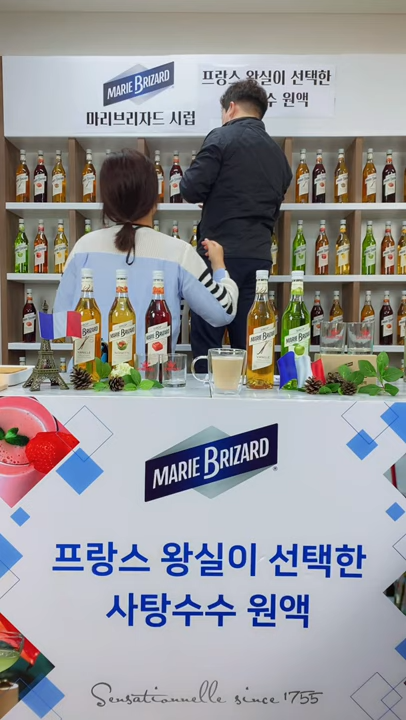 MARIE BRIZARD
마리브리자드 시럽
프랑스 왕실이 선택한
수 원액
MARIE BRIZARD
프랑스 왕실이 선택한
사탕수수 원액
Sensationnelle since 1755